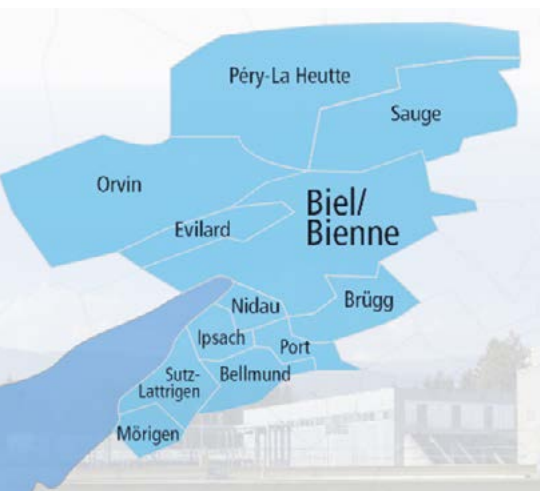 Péry-La Heutte
Sauge
Orvin
Biel/
Bienne
Evilard
Nidau
Brügg
Ipsach
Port
Sutz-
Lattrigen
Bellmund
Mörigen